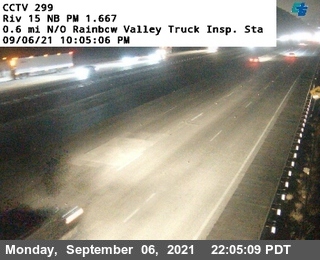 CCTV 299
Riv 15 NB PM 1.667
0.6 mi N/O Rainbow Valley Truck Insp. Sta
09/06/21 10:05:06 PM
Monday, September 06, 2021 22:05:09 PDT